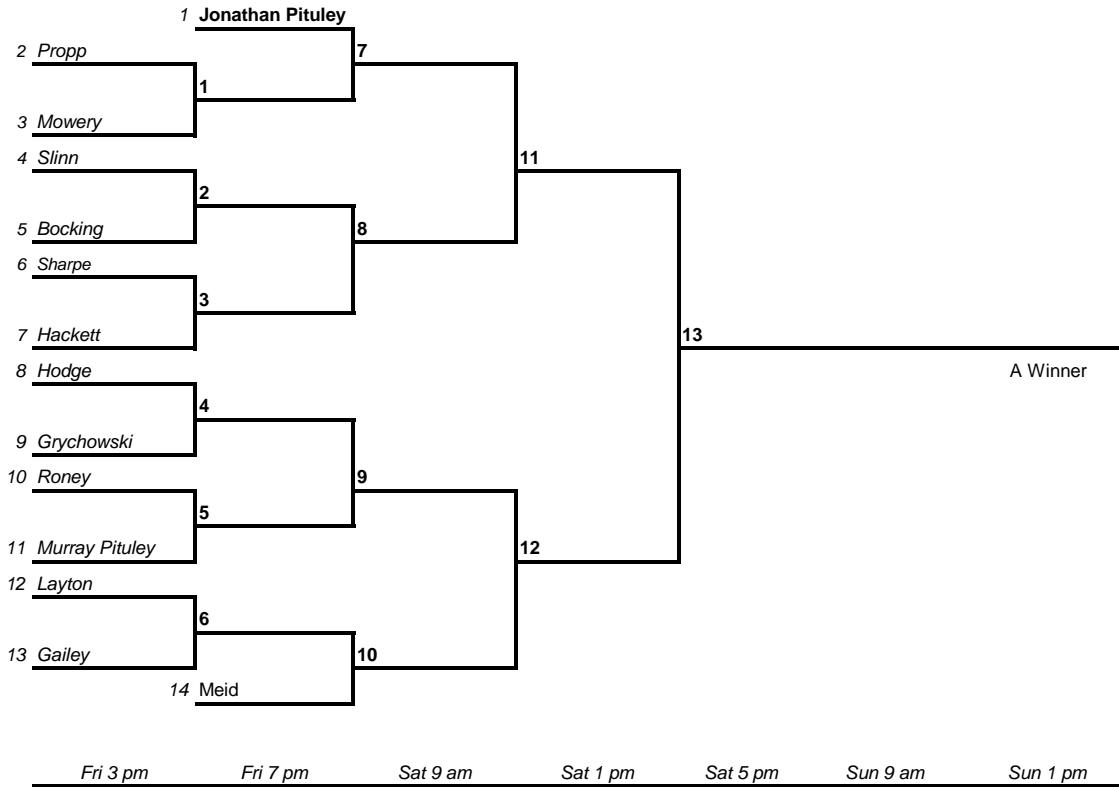 1 Jonathan Pituley
2 Propp
7
1
3 Mowery
4 Slinn
11
2
5 Bocking
8
6 Sharpe
3
7 Hackett
13
8 Hodge
A Winner
4
9 Grychowski
10 Roney
9
5
11 Murray Pituley
12
12 Layton
6
13 Gailey
10
14 Meid
Fri 3 pm Fri 7 pm Sat 9 am Sat 1 pm Sat 5 pm Sun 9 am Sun 1 pm